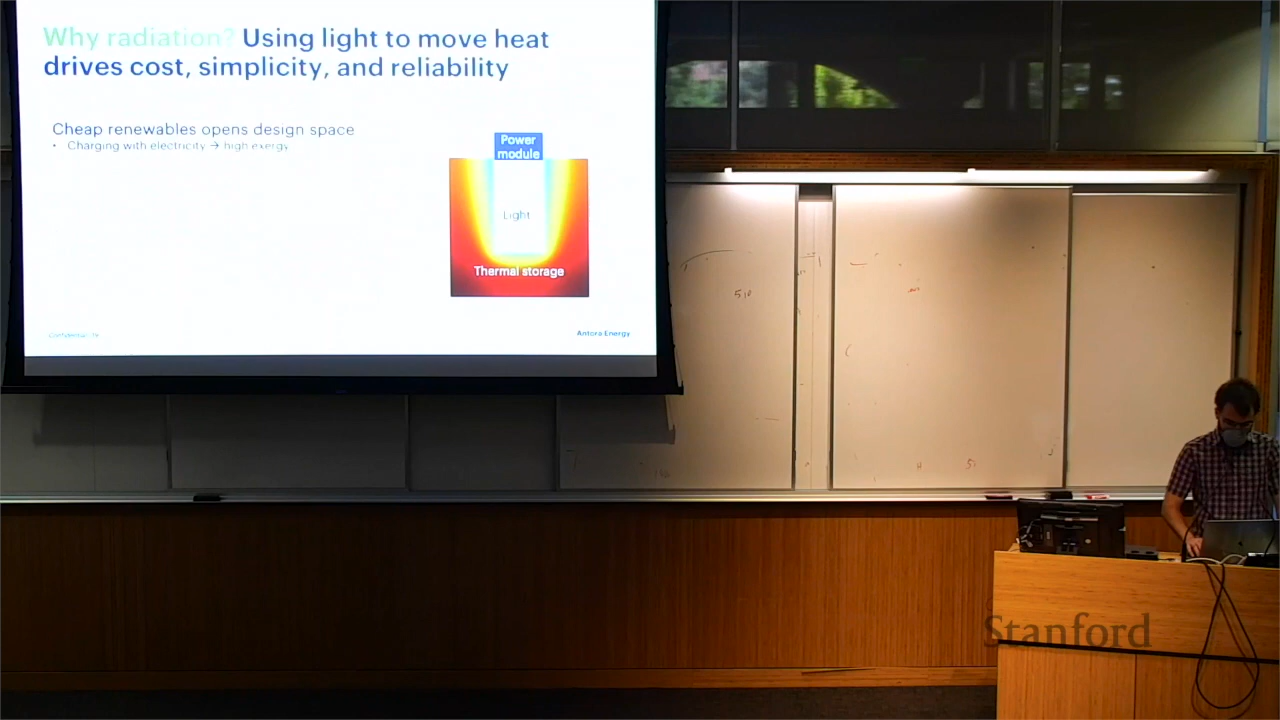 Why radiation? Using light to move heat
drives cost, simplicity, and reliability
Cheap renewables opens design space
• Charging with electricity → high exergy
Power
module
Light
Thermal storage
Antora Energy
510
Stanford